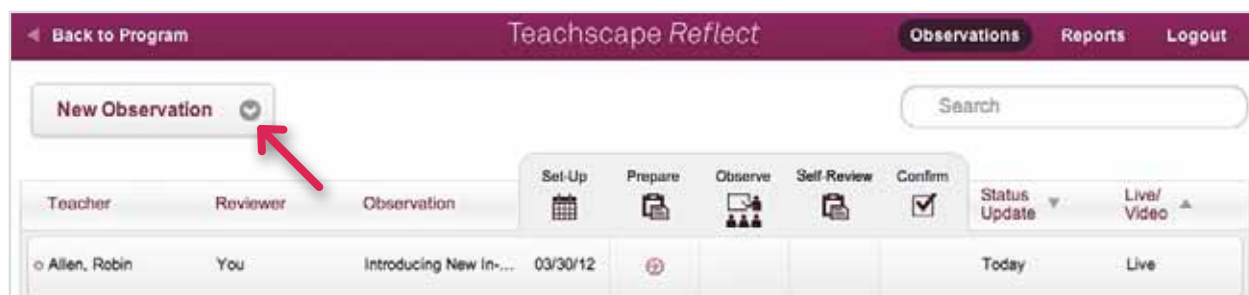 Back to Program Teachscape Reflect Observations Reports Logout
New Observation Search
Set-Up Prepare Observe Self-Review Confirm
Teacher Reviewer Observation Status Update Live/ Video
Allen, Robin You Introducing New In-... 03/30/12 Today Live